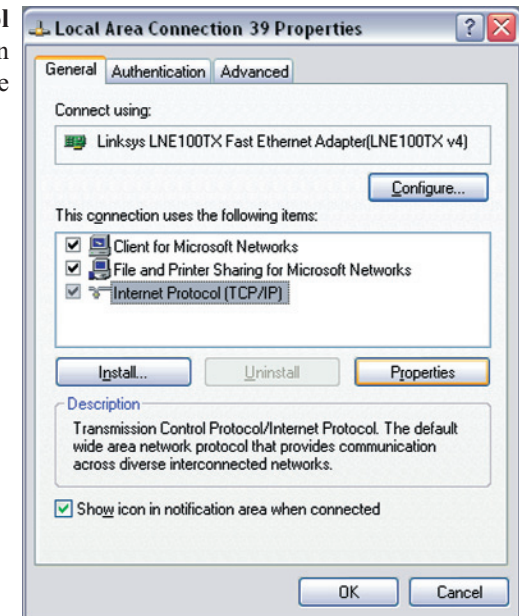 ol
n
e
Local Area Connection 39 Properties
General Authentication Advanced
Connect using:
Linksys LNE100TX Fast Ethernet Adapter(LNE100TX v4)
Configure...
This connection uses the following items:
Client for Microsoft Networks
File and Printer Sharing for Microsoft Networks
Internet Protocol (TCP/IP)
Install... Uninstall Properties
Description
Transmission Control Protocol/Internet Protocol. The default
wide area network protocol that provides communication
across diverse interconnected networks.
Show icon in notification area when connected
OK Cancel